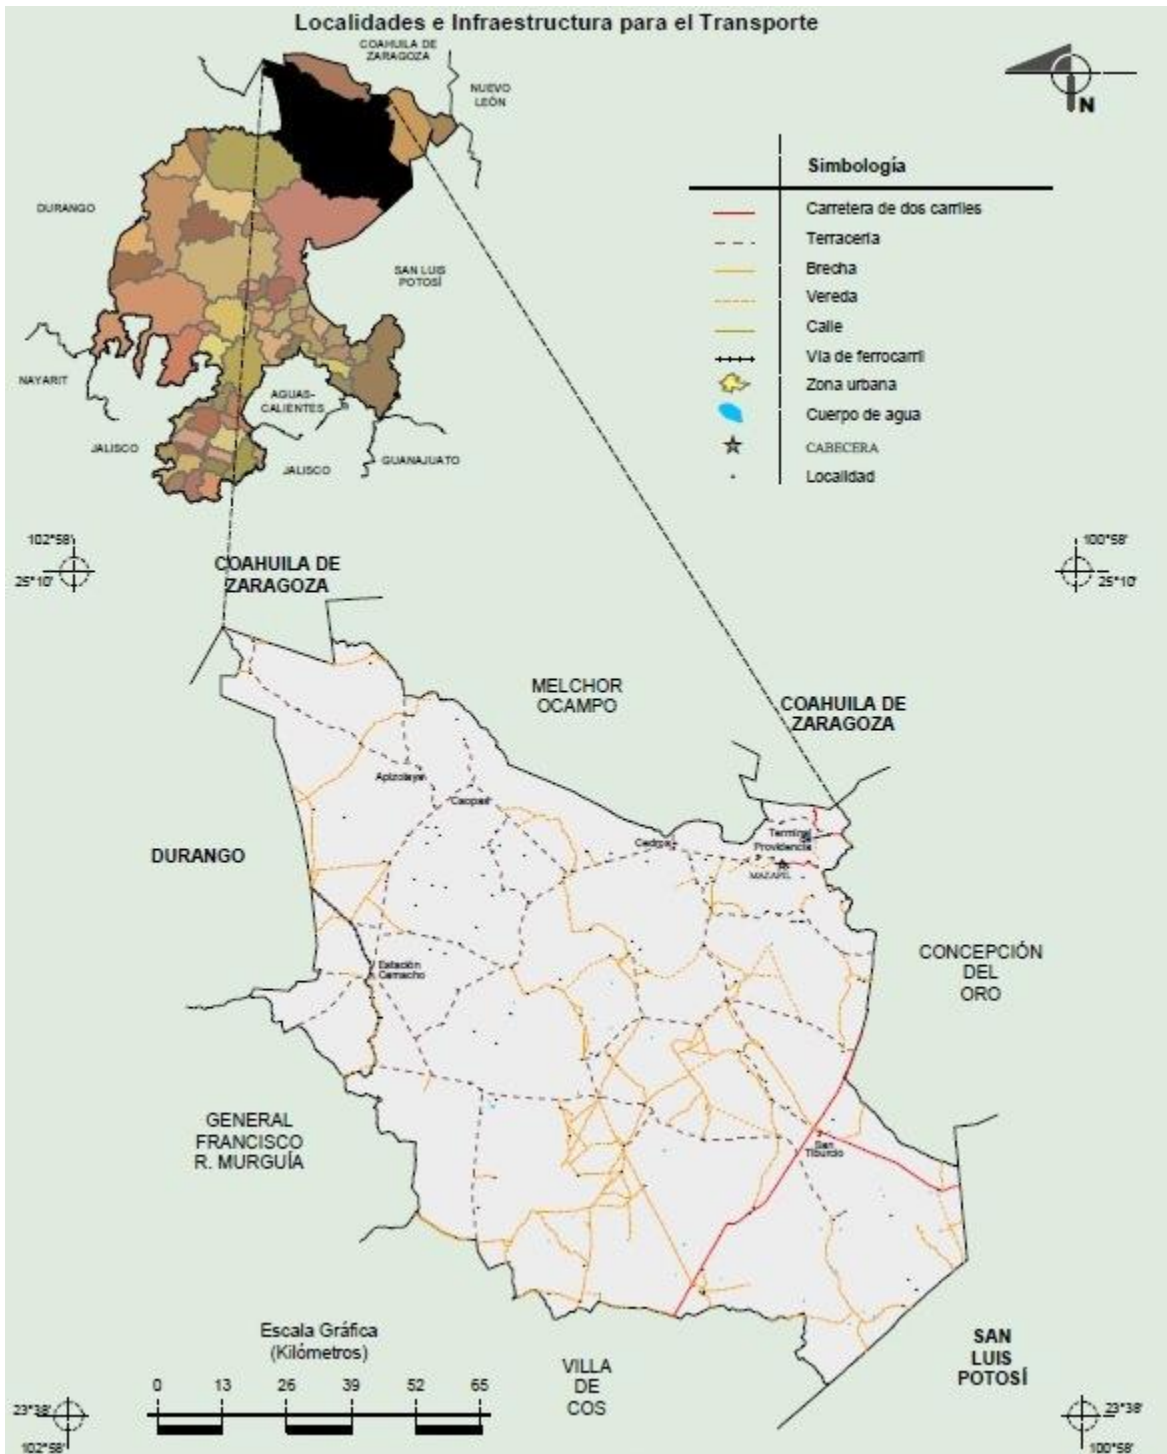 Localidades e Infraestructura para el Transporte
COAHUILA DE
ZARAGOZA
NUEVO
LEÓN
DURANGO
SAN LUIS
POTOSÍ
NAYARIT
AGUAS-
CALIENTES
JALISCO
JALISCO
GUANAJUATO
N
Simbología
Carretera de dos carriles
Terracería
Brecha
Vereda
Calle
Vía de ferrocarril
Zona urbana
Cuerpo de agua
CABECERA
Localidad
102°58'
25°10'
100°58'
25°10'
COAHUILA DE
ZARAGOZA
MELCHOR
OCAMPO
COAHUILA DE
ZARAGOZA
Apizolaya
Caopas
Cedros
Terminal
Providencia
MAZAPIL
DURANGO
Estación
Camacho
CONCEPCIÓN
DEL
ORO
GENERAL
FRANCISCO
R. MURGUÍA
San
Tiburcio
Escala Gráfica
(Kilómetros)
0 13 26 39 52 65
VILLA
DE
COS
SAN
LUIS
POTOSÍ
23°38'
102°58'
23°38'
100°58'